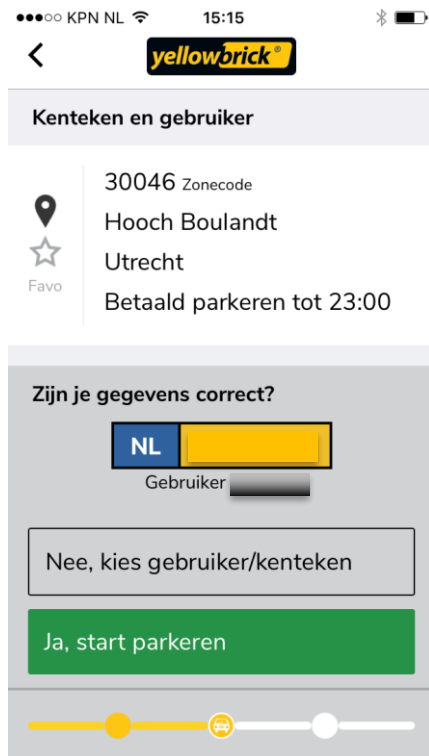 KPN NL 15:15
yellowbrick®
Kenteken en gebruiker
30046 Zonecode
Hooch Boulandt
Utrecht
Favo
Betaald parkeren tot 23:00
Zijn je gegevens correct?
NL
Gebruiker
Nee, kies gebruiker/kenteken
Ja, start parkeren